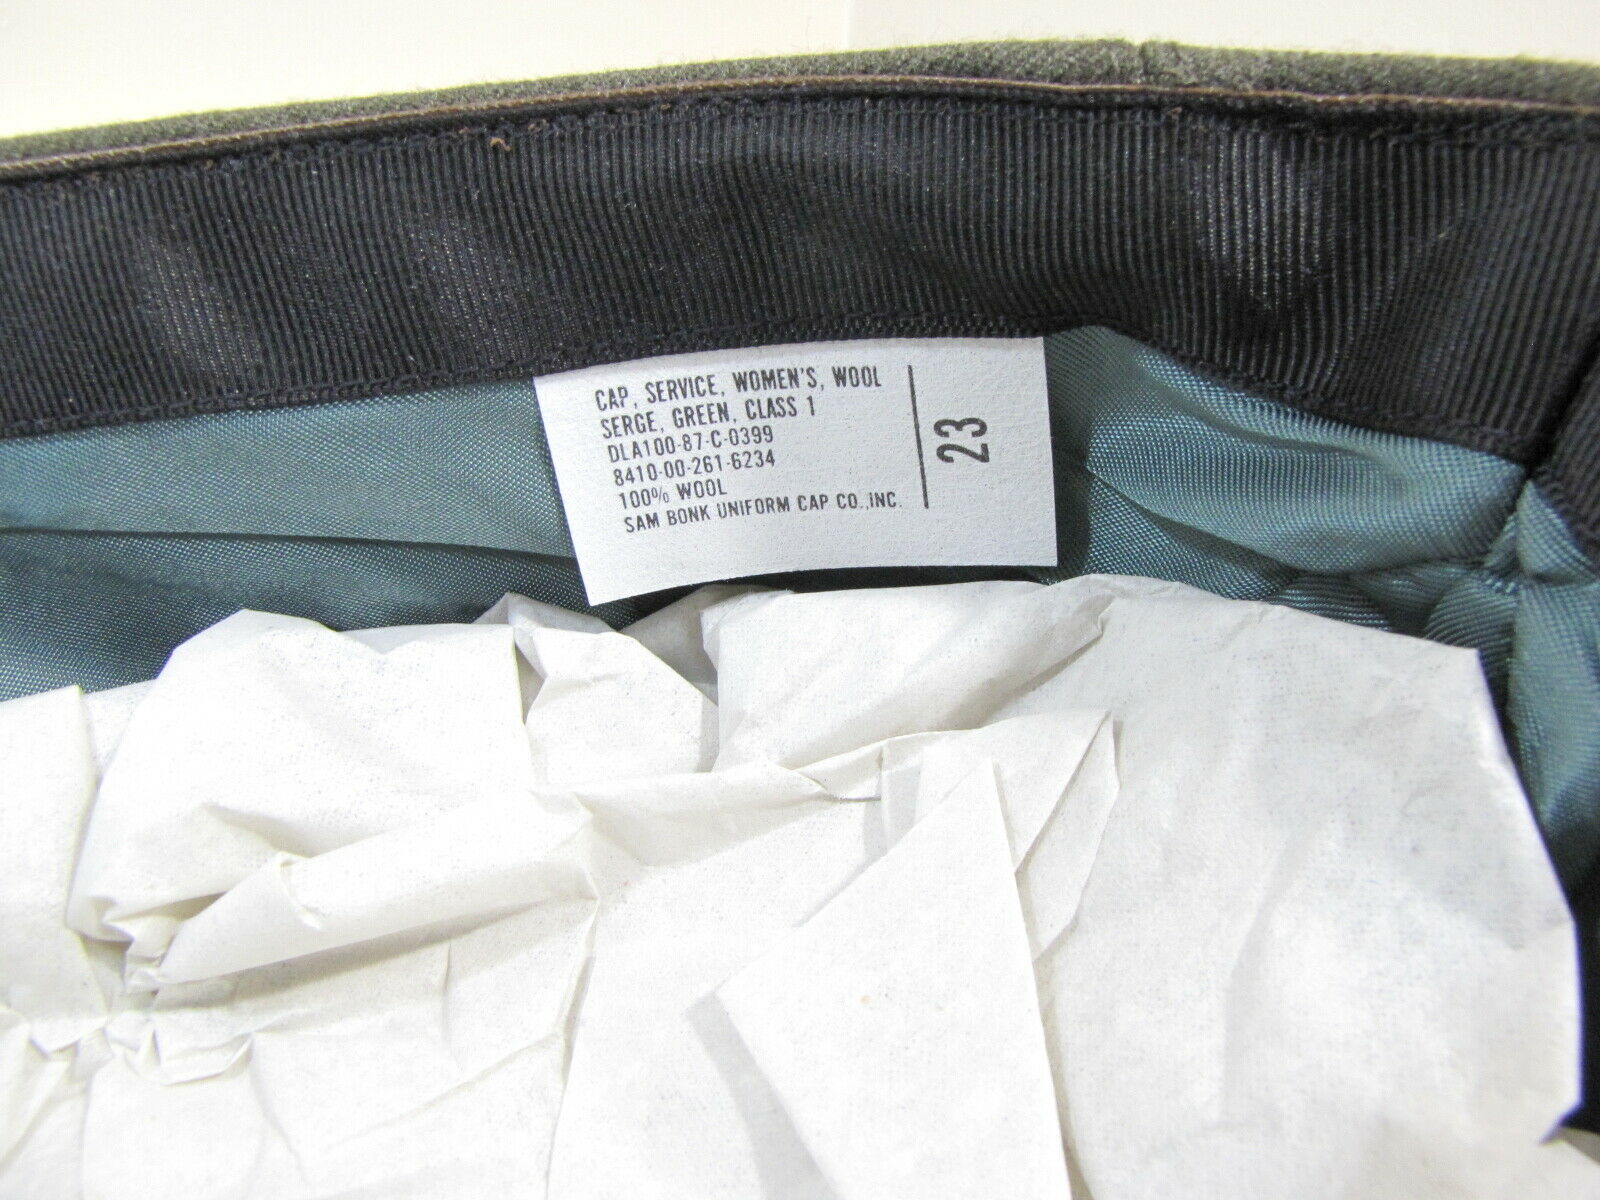 CAP, SERVICE, WOMEN'S, WOOL
SERGE, GREEN, CLASS 1
DLA100-87-C-0399
8410-00-261-6234
100% WOOL
SAM BONK UNIFORM CAP CO.,INC.
23